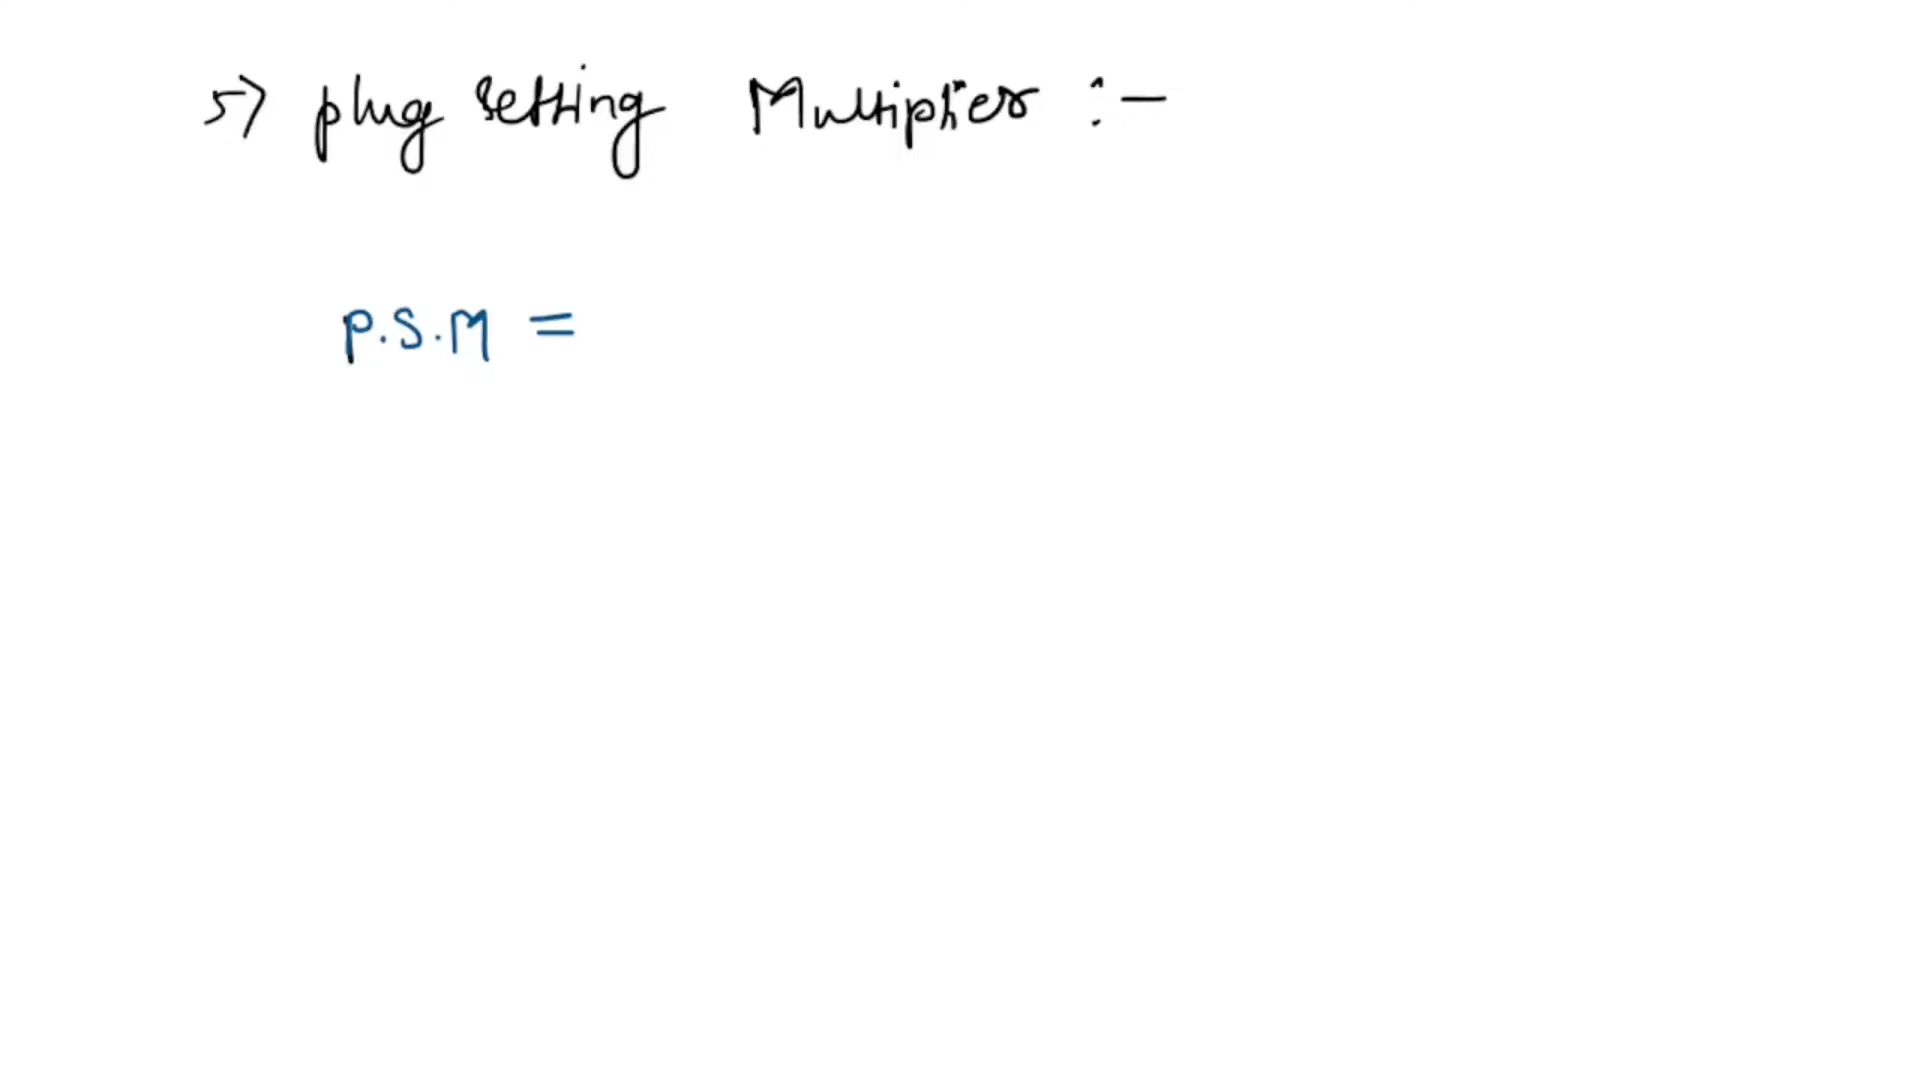 5) plug setting Multiplier :-
P.S.M =